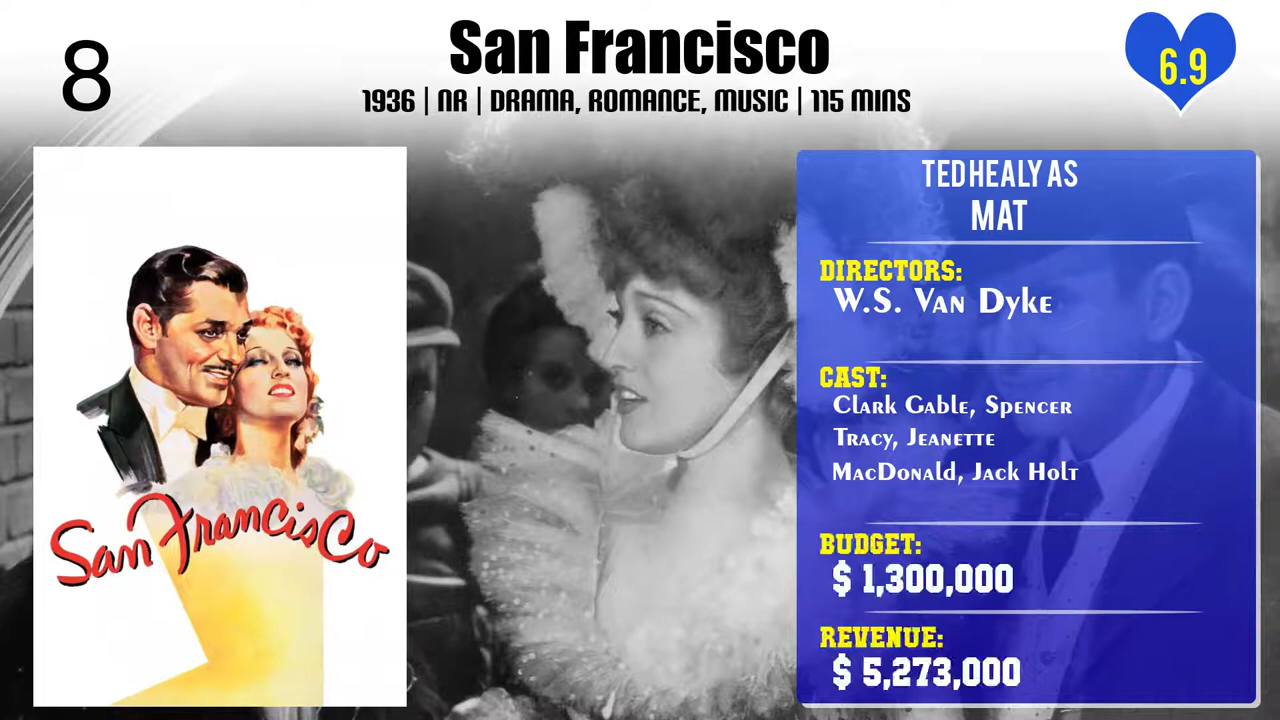 8
San Francisco
6.9
1936 | NR | DRAMA, ROMANCE, MUSIC | 115 MINS
San Francisco
TED HEALY AS
MAT
DIRECTORS:
W.S. Van Dyke
CAST:
Clark Gable, Spencer
Tracy, Jeanette
MacDonald, Jack Holt
BUDGET:
$ 1,300,000
REVENUE:
$ 5,273,000